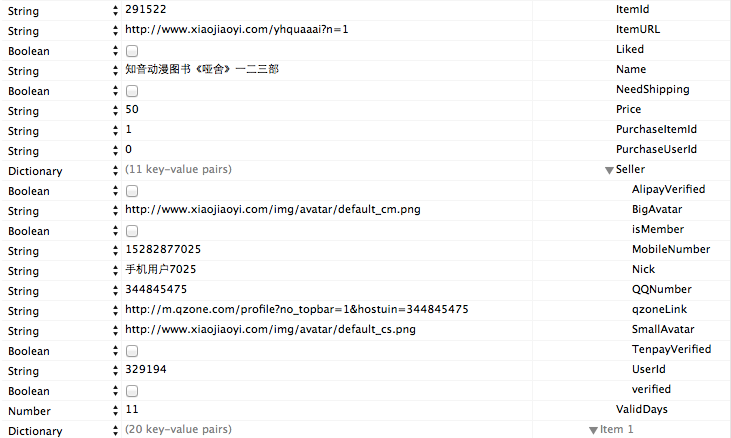 String 291522 ItemId
String http://www.xiaojiaoyi.com/yhquaaai?n=1 ItemURL
Boolean Liked
String 知音动漫图书《哑舍》一二三部 Name
Boolean NeedShipping
String 50 Price
String 1 PurchaseItemId
String 0 PurchaseUserId
Dictionary (11 key-value pairs) Seller
Boolean AlipayVerified
String http://www.xiaojiaoyi.com/img/avatar/default_cm.png BigAvatar
Boolean isMember
String 15282877025 MobileNumber
String 手机用户7025 Nick
String 344845475 QQNumber
String http://m.qzone.com/profile?no_topbar=1&hostuin=344845475 qzoneLink
String http://www.xiaojiaoyi.com/img/avatar/default_cs.png SmallAvatar
Boolean TenpayVerified
String 329194 UserId
Boolean verified
Number 11 ValidDays
Dictionary (20 key-value pairs) Item 1